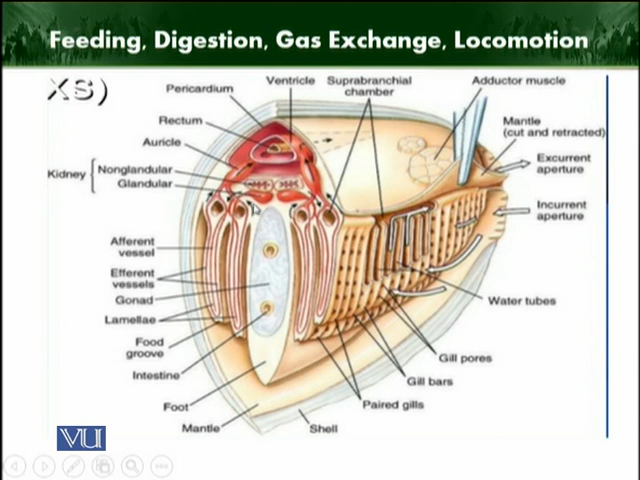 Feeding, Digestion, Gas Exchange, Locomotion
XS)
Pericardium
Ventricle
Suprabranchial
chamber
Adductor muscle
Rectum
Mantle
(cut and retracted)
Auricle
Excurrent
aperture
Kidney
Nonglandular
Glandular
Incurrent
aperture
Afferent
vessel
Efferent
vessels
Gonad
Water tubes
Lamellae
Food
groove
Gill pores
Intestine
Gill bars
Foot
Paired gills
Mantle
Shell
VU